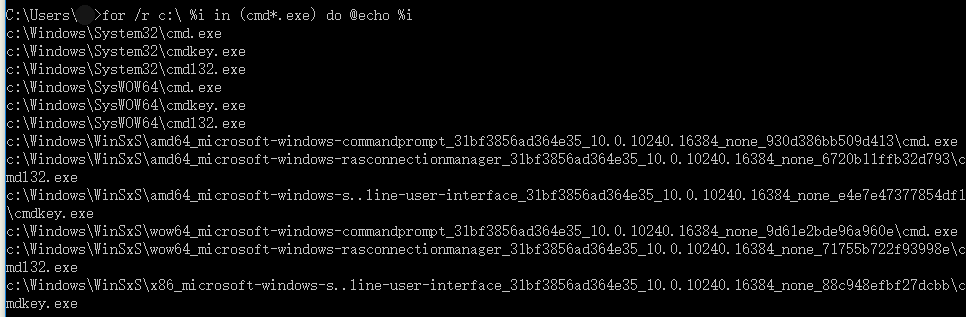 C:\Users\>for /r c:\ %i in (cmd*.exe) do @echo %i
c:\Windows\System32\cmd.exe
c:\Windows\System32\cmdkey.exe
c:\Windows\System32\cmdl32.exe
c:\Windows\SysWOW64\cmd.exe
c:\Windows\SysWOW64\cmdkey.exe
c:\Windows\SysWOW64\cmdl32.exe
c:\Windows\WinSxS\amd64_microsoft-windows-commandprompt_31bf3856ad364e35_10.0.10240.16384_none_930d386bb509d413\cmd.exe
c:\Windows\WinSxS\amd64_microsoft-windows-rasconnectionmanager_31bf3856ad364e35_10.0.10240.16384_none_6720b11ffb32d793\c
mdl32.exe
c:\Windows\WinSxS\amd64_microsoft-windows-s..line-user-interface_31bf3856ad364e35_10.0.10240.16384_none_e4e7e47377854df1
\cmdkey.exe
c:\Windows\WinSxS\wow64_microsoft-windows-commandprompt_31bf3856ad364e35_10.0.10240.16384_none_9d61e2bde96a960e\cmd.exe
c:\Windows\WinSxS\wow64_microsoft-windows-rasconnectionmanager_31bf3856ad364e35_10.0.10240.16384_none_71755b722f93998e\c
mdl32.exe
c:\Windows\WinSxS\x86_microsoft-windows-s..line-user-interface_31bf3856ad364e35_10.0.10240.16384_none_88c948efbf27dcbb\c
mdkey.exe